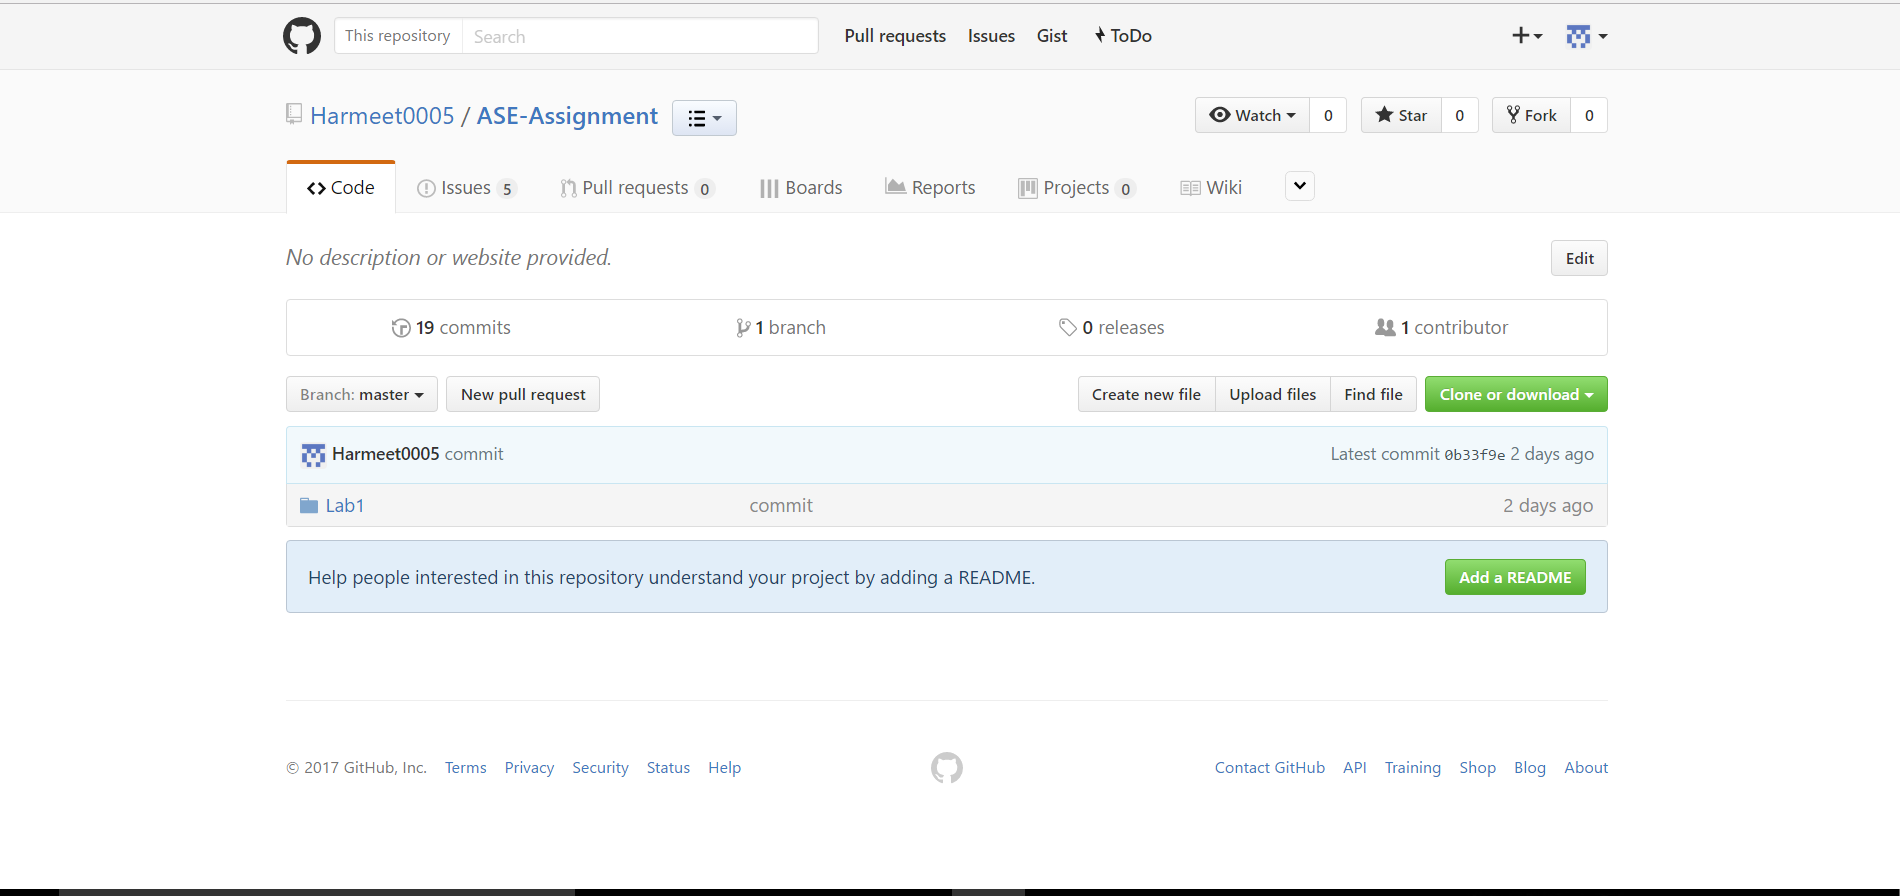 This repository Search Pull requests Issues Gist ToDo
Harmeet0005 / ASE-Assignment Watch 0 Star 0 Fork 0
Code Issues 5 Pull requests 0 Boards Reports Projects 0 Wiki
No description or website provided. Edit
19 commits 1 branch 0 releases 1 contributor
Branch: master New pull request Create new file Upload files Find file Clone or download
Harmeet0005 commit Latest commit 0b33f9e 2 days ago
Lab1 commit 2 days ago
Help people interested in this repository understand your project by adding a README. Add a README
© 2017 GitHub, Inc. Terms Privacy Security Status Help Contact GitHub API Training Shop Blog About